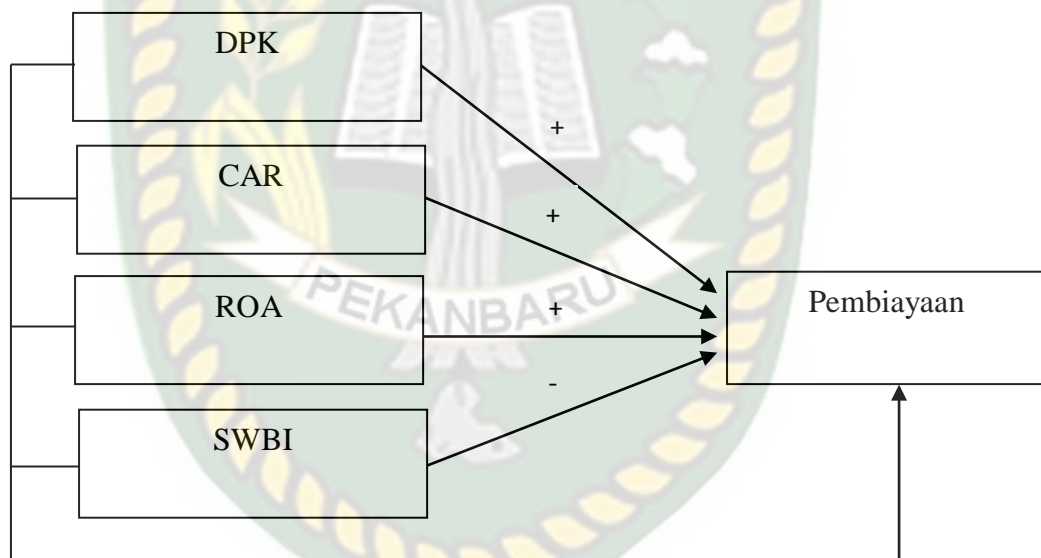 DPK
+
CAR
+
PEKANBARU
ROA
+
Pembiayaan
-
SWBI